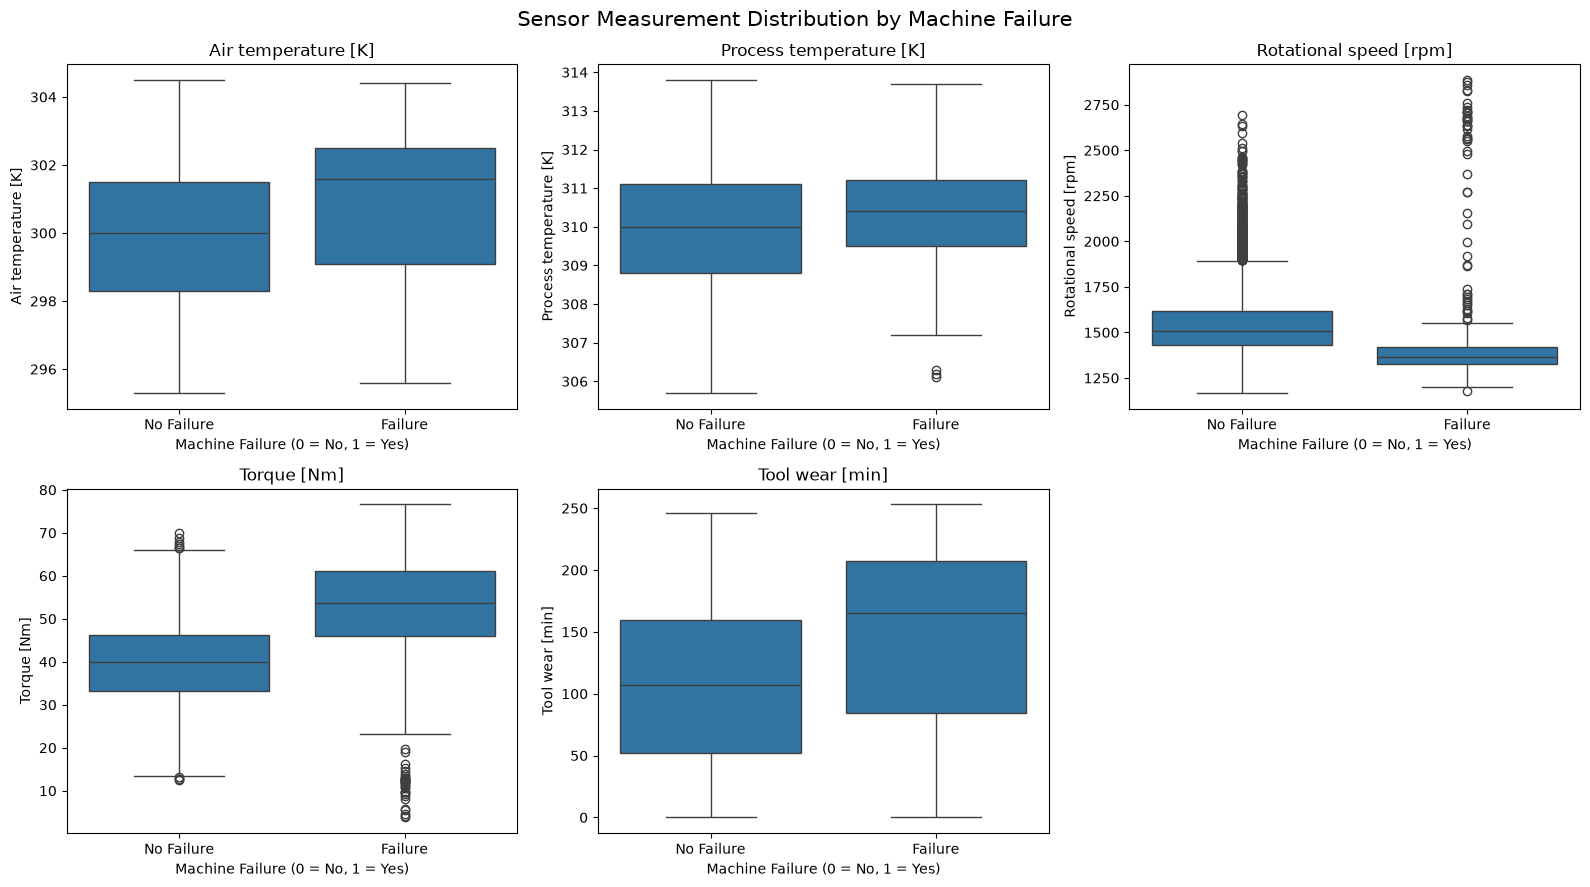 Sensor Measurement Distribution by Machine Failure
Air temperature [K]
304
302
300
298
296
Air temperature [K]
No Failure
Failure
Machine Failure (0 = No, 1 = Yes)
Process temperature [K]
314
313
312
311
310
309
308
307
306
Process temperature [K]
No Failure
Failure
Machine Failure (0 = No, 1 = Yes)
Rotational speed [rpm]
2750
2500
2250
2000
1750
1500
1250
Rotational speed [rpm]
No Failure
Failure
Machine Failure (0 = No, 1 = Yes)
Torque [Nm]
80
70
60
50
40
30
20
10
Torque [Nm]
No Failure
Failure
Machine Failure (0 = No, 1 = Yes)
Tool wear [min]
250
200
150
100
50
0
Tool wear [min]
No Failure
Failure
Machine Failure (0 = No, 1 = Yes)